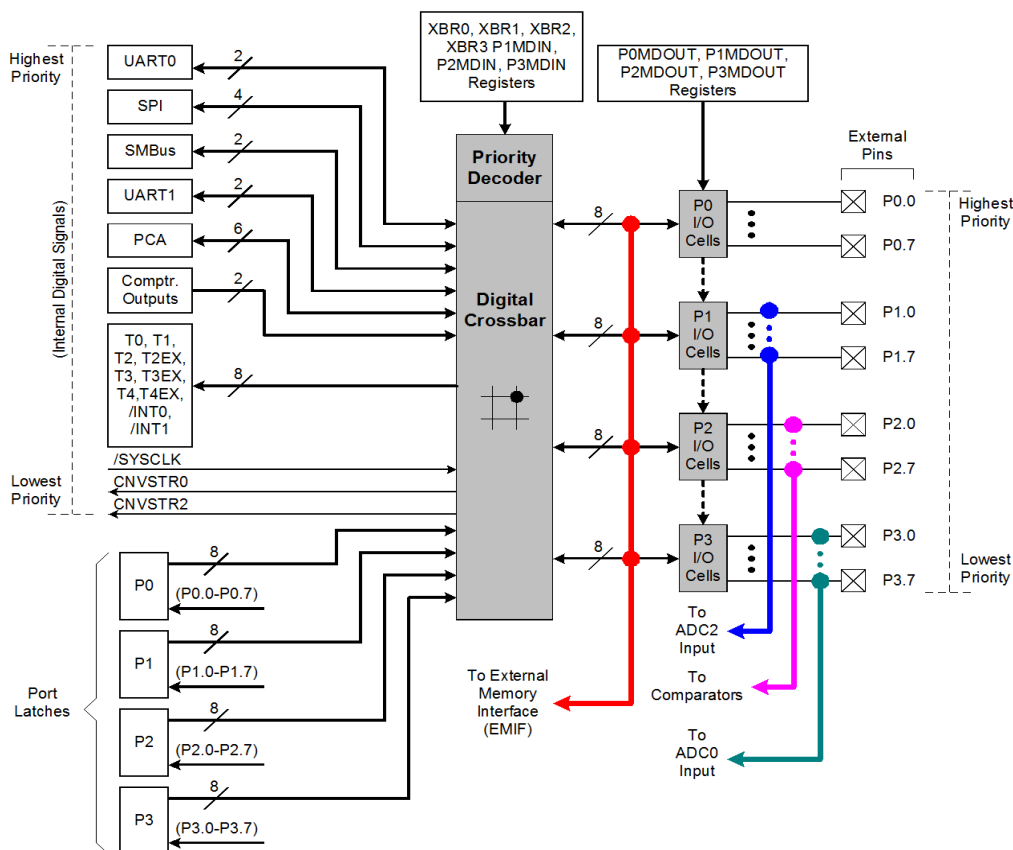 XBR0, XBR1, XBR2,
XBR3 P1MDIN,
P2MDIN, P3MDIN
Registers
P0MDOUT, P1MDOUT,
P2MDOUT, P3MDOUT
Registers
Highest
Priority
(Internal Digital Signals)
Lowest
Priority
UART0
2
SPI
4
SMBus
2
UART1
2
PCA
6
Comptr.
Outputs
2
T0, T1,
T2, T2EX,
T3, T3EX,
T4,T4EX,
/INT0,
/INT1
8
/SYSCLK
CNVSTR0
CNVSTR2
Port
Latches
P0
8
(P0.0-P0.7)
P1
8
(P1.0-P1.7)
P2
8
(P2.0-P2.7)
P3
8
(P3.0-P3.7)
Priority
Decoder
Digital
Crossbar
8
8
8
8
P0
I/O
Cells
P1
I/O
Cells
P2
I/O
Cells
P3
I/O
Cells
External
Pins
P0.0
P0.7
P1.0
P1.7
P2.0
P2.7
P3.0
P3.7
Highest
Priority
Lowest
Priority
To
ADC2
Input
To
Comparators
To
ADC0
Input
To External
Memory
Interface
(EMIF)